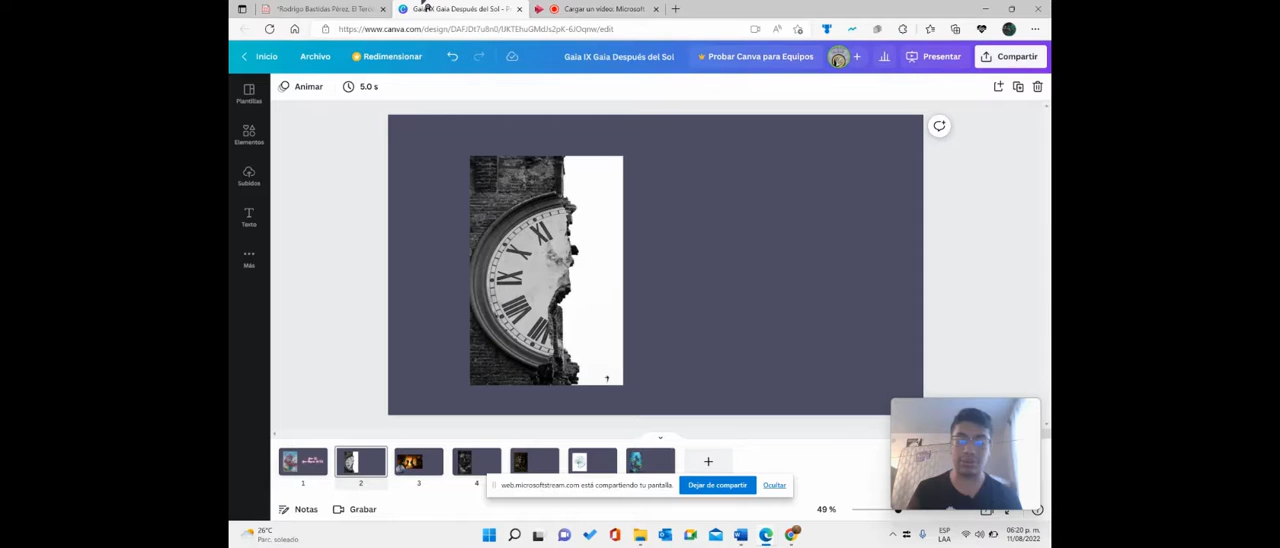 "Rodrigo Bastidas Pérez, El Terc
Gaia IX Gaia Después del Sol - P
Cargar un vídeo: Microsoft
https://www.canva.com/design/DAFJDt7u8n0/IJKTEhuGMdJs2pK-6JOqnw/edit
Inicio
Archivo
Redimensionar
Gaia IX Gaia Después del Sol
Probar Canva para Equipos
Presentar
Compartir
Plantillas
Elementos
Subidos
Texto
Más
Animar
5.0 s
1
2
3
4
web.microsoftstream.com está compartiendo tu pantalla.
Dejar de compartir
Ocultar
Notas
Grabar
49 %
26°C
Parc. soleado
ESP
LAA
06:20 p. m.
11/08/2022